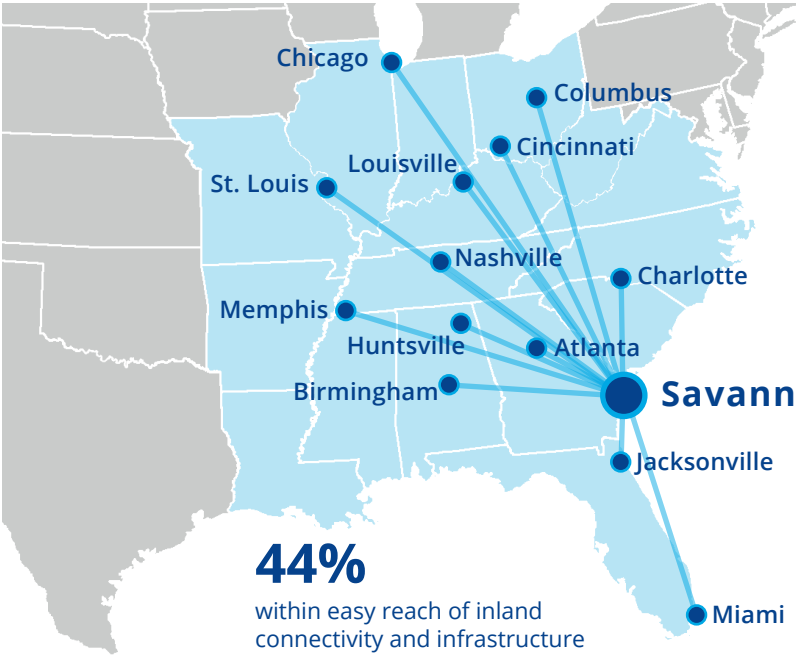 Chicago
Columbus
Cincinnati
Louisville
St. Louis
Nashville
Charlotte
Memphis
Huntsville
Atlanta
Birmingham
Savann
Jacksonville
44%
within easy reach of inland
connectivity and infrastructure
Miami